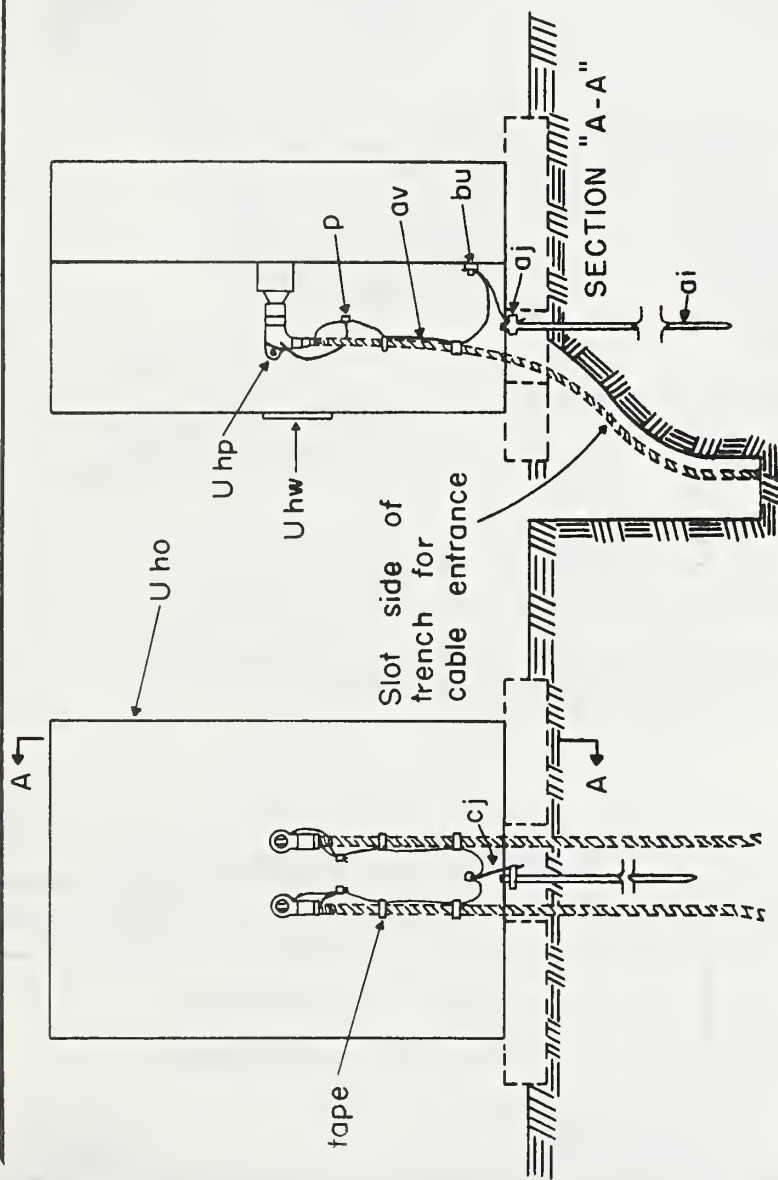 A
U ho
U hp
U hw
p
av
bu
aj
ai
SECTION "A-A"
Slot side of
trench for
cable entrance
tape
cj
A